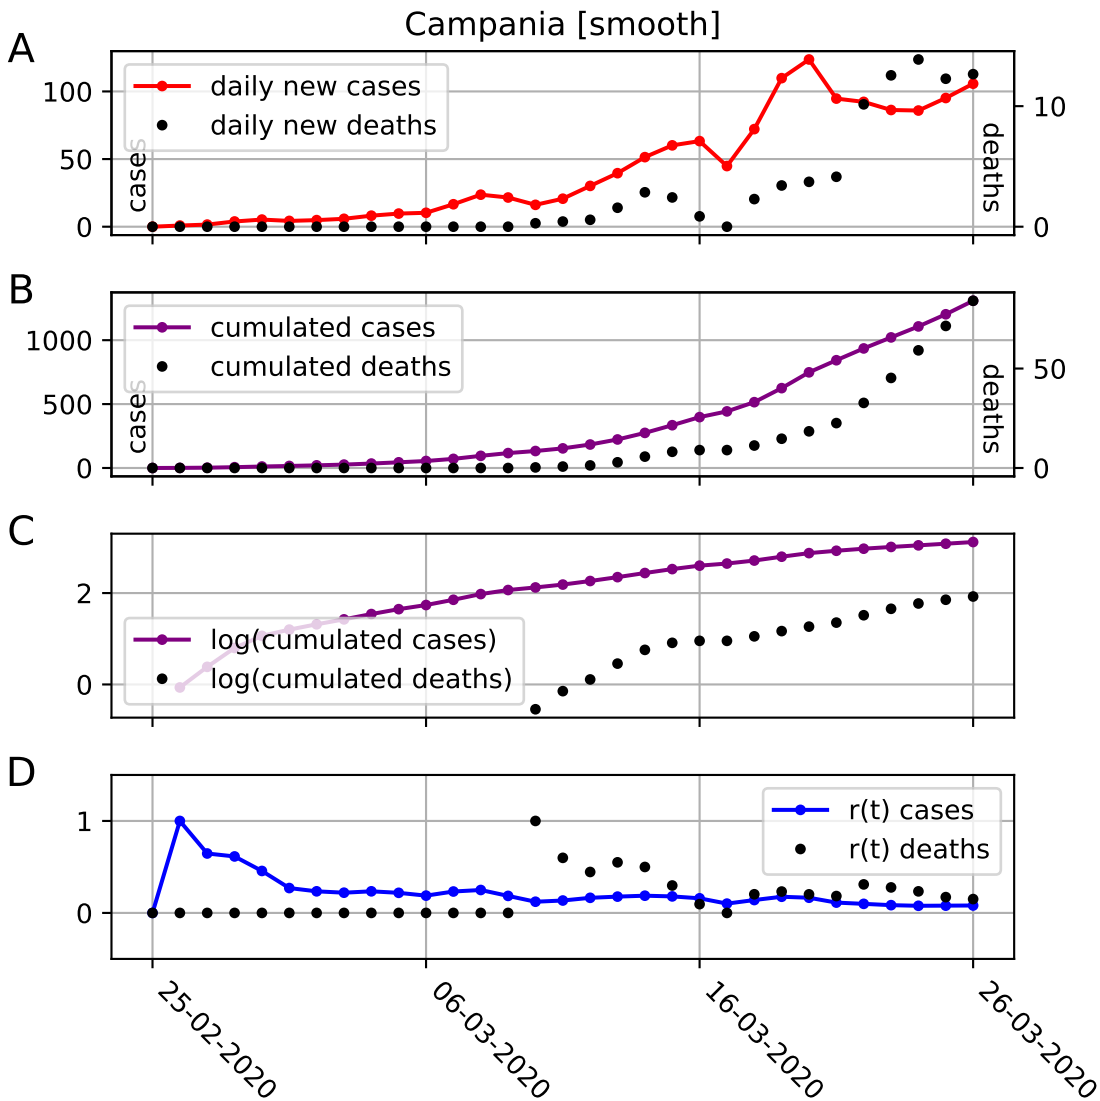 Campania [smooth]
A
daily new cases
daily new deaths
100
50
0
cases
10
0
deaths
B
cumulated cases
cumulated deaths
1000
500
0
cases
50
0
deaths
C
log(cumulated cases)
log(cumulated deaths)
2
0
D
r(t) cases
r(t) deaths
1
0
25-02-2020
06-03-2020
16-03-2020
26-03-2020